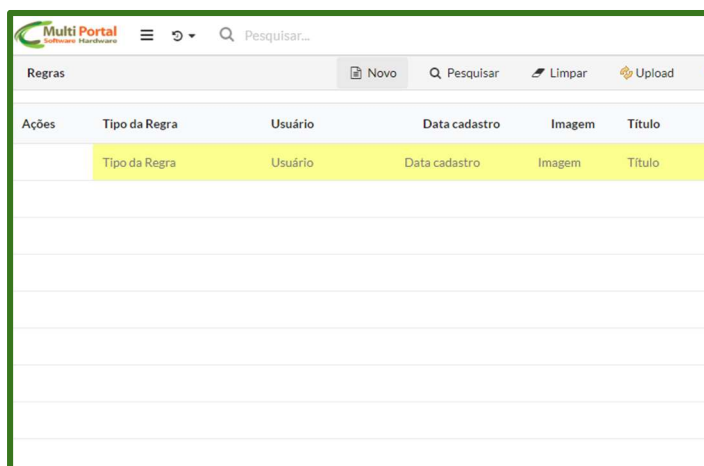 Multi Portal
Software Hardware
Pesquisar...
Regras Novo Pesquisar Limpar Upload
Ações Tipo da Regra Usuário Data cadastro Imagem Título
Tipo da Regra Usuário Data cadastro Imagem Título